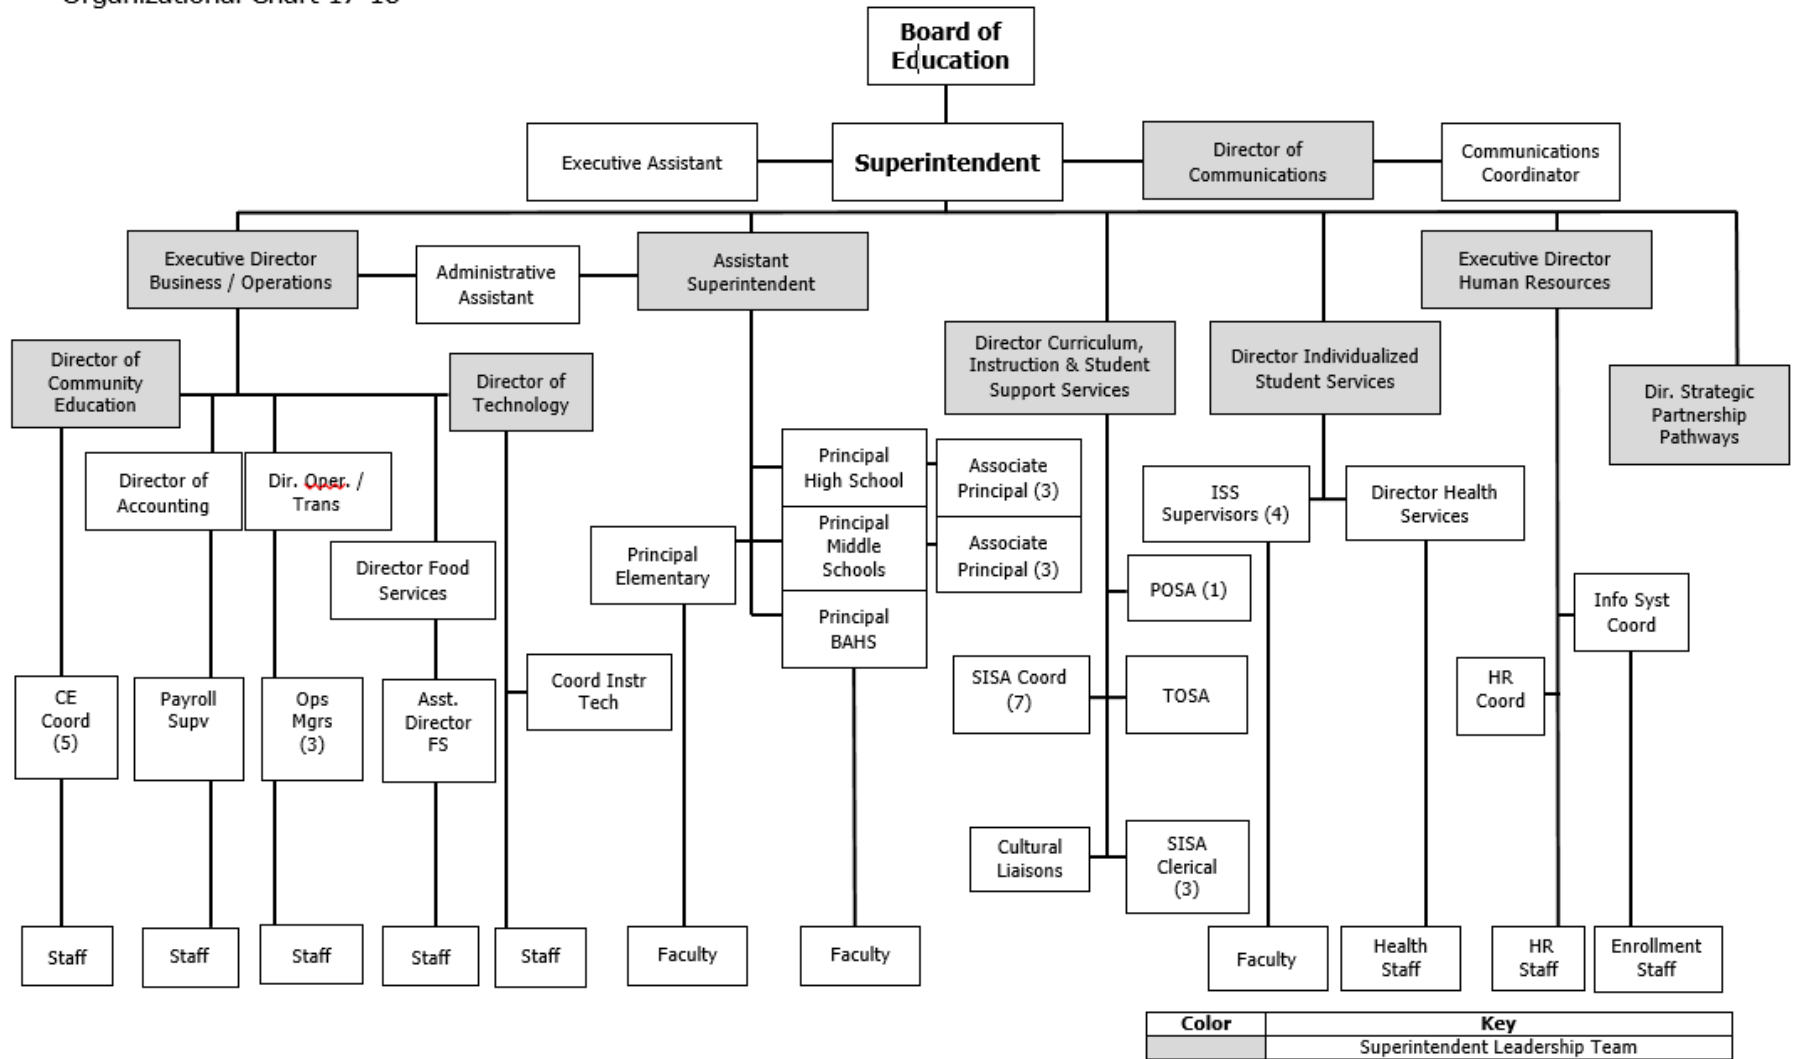 Organizational Chart 17-18
Board of
Education
Executive Assistant
Superintendent
Director of
Communications
Communications
Coordinator
Executive Director
Business / Operations
Administrative
Assistant
Assistant
Superintendent
Executive Director
Human Resources
Director of
Community
Education
Director of
Technology
Director Curriculum,
Instruction & Student
Support Services
Director Individualized
Student Services
Dir. Strategic
Partnership
Pathways
Director of
Accounting
Dir. Oper. /
Trans
Principal
High School
Associate
Principal (3)
ISS
Supervisors (4)
Director Health
Services
Director Food
Services
Principal
Elementary
Principal
Middle
Schools
Associate
Principal (3)
POSA (1)
Info Syst
Coord
Principal
BAHS
CE
Coord
(5)
Payroll
Supv
Ops
Mgrs
(3)
Asst.
Director
FS
Coord Instr
Tech
SISA Coord
(7)
TOSA
HR
Coord
Cultural
Liaisons
SISA
Clerical
(3)
Staff
Staff
Staff
Staff
Staff
Faculty
Faculty
Faculty
Health
Staff
HR
Staff
Enrollment
Staff
Color
Key
Superintendent Leadership Team